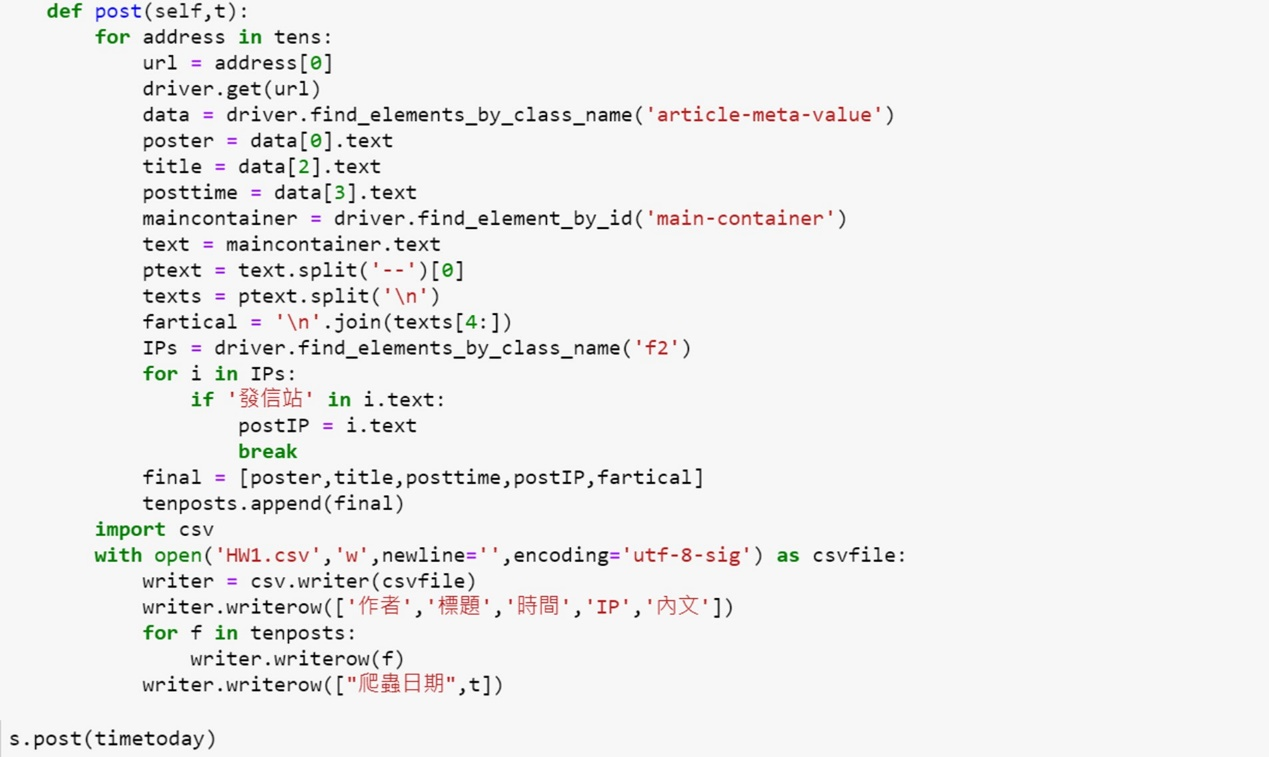 def post(self,t):
for address in tens:
url = address[0]
driver.get(url)
data = driver.find_elements_by_class_name('article-meta-value')
poster = data[0].text
title = data[2].text
posttime = data[3].text
maincontainer = driver.find_element_by_id('main-container')
text = maincontainer.text
ptext = text.split('--')[0]
texts = ptext.split('\n')
fartical = '\n'.join(texts[4:])
IPs = driver.find_elements_by_class_name('f2')
for i in IPs:
if '發信站' in i.text:
postIP = i.text
break
final = [poster,title,posttime,postIP,fartical]
tenposts.append(final)
import csv
with open('HW1.csv','w',newline='',encoding='utf-8-sig') as csvfile:
writer = csv.writer(csvfile)
writer.writerow(['作者','標題','時間','IP','內文'])
for f in tenposts:
writer.writerow(f)
writer.writerow(["爬蟲日期",t])
s.post(timetoday)